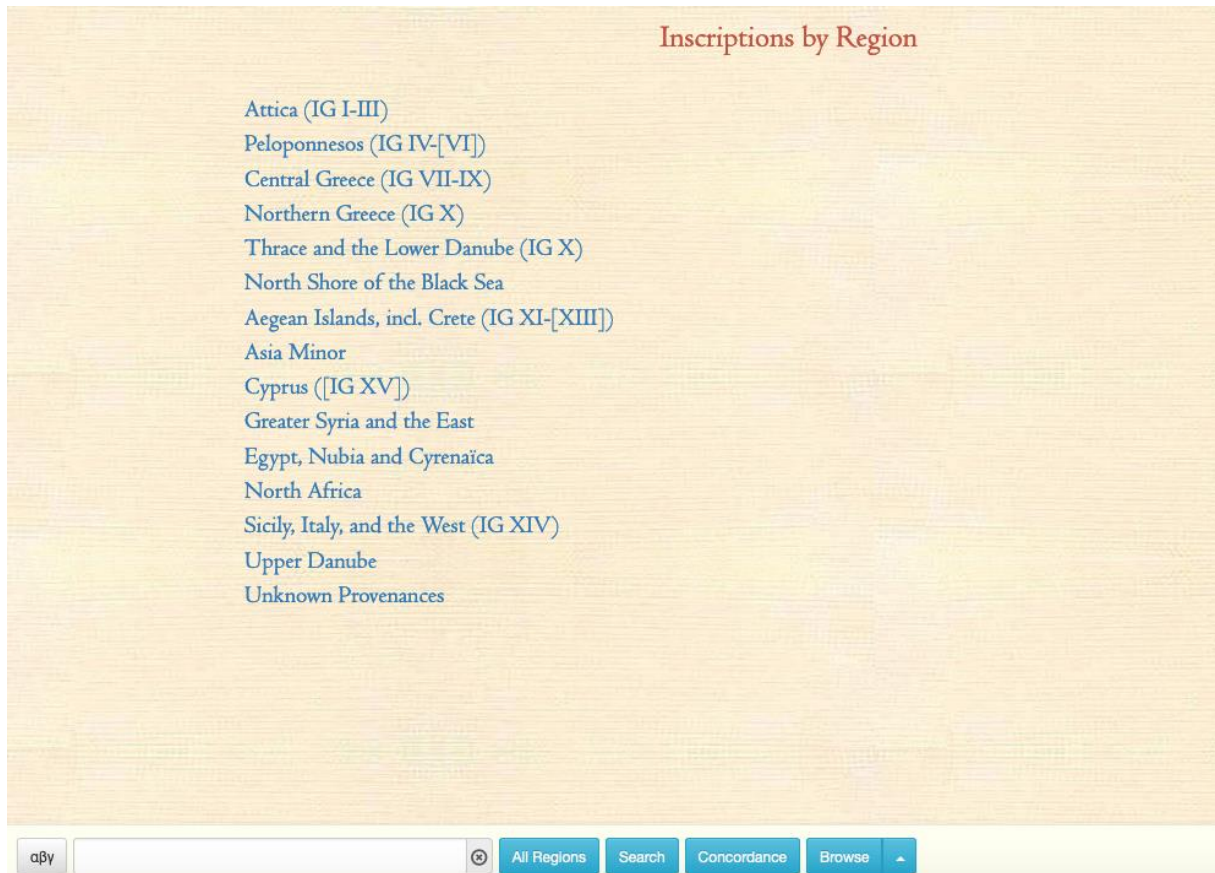 Inscriptions by Region
Attica (IG I-III)
Peloponnesos (IG IV-[VI])
Central Greece (IG VII-IX)
Northern Greece (IG X)
Thrace and the Lower Danube (IG X)
North Shore of the Black Sea
Aegean Islands, incl. Crete (IG XI-[XIII])
Asia Minor
Cyprus ([IG XV])
Greater Syria and the East
Egypt, Nubia and Cyrenaïca
North Africa
Sicily, Italy, and the West (IG XIV)
Upper Danube
Unknown Provenances
αβγ All Regions Search Concordance Browse